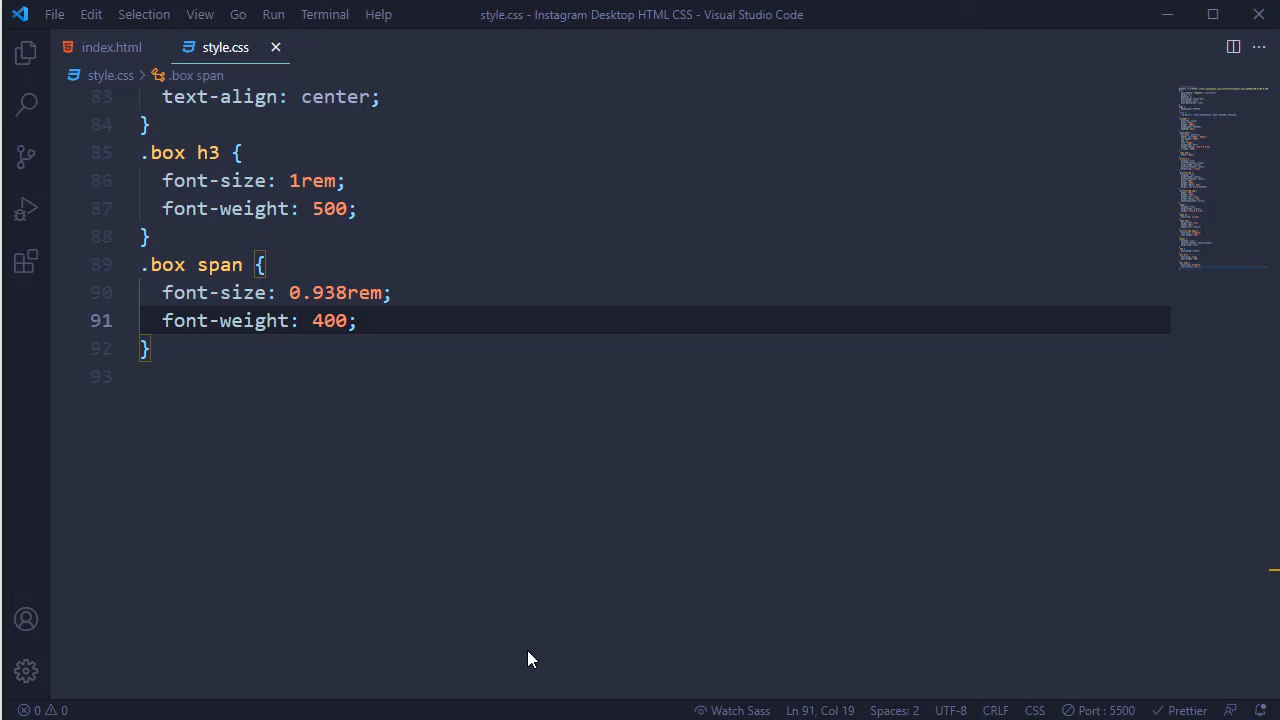 File Edit Selection View Go Run Terminal Help style.css - Instagram Desktop HTML CSS - Visual Studio Code
index.html style.css
style.css > .box span
83 text-align: center;
84 }
85 .box h3 {
86 font-size: 1rem;
87 font-weight: 500;
88 }
89 .box span {
90 font-size: 0.938rem;
91 font-weight: 400;
92 }
93
0 0 Watch Sass Ln 91, Col 19 Spaces: 2 UTF-8 CRLF CSS Port : 5500 Prettier